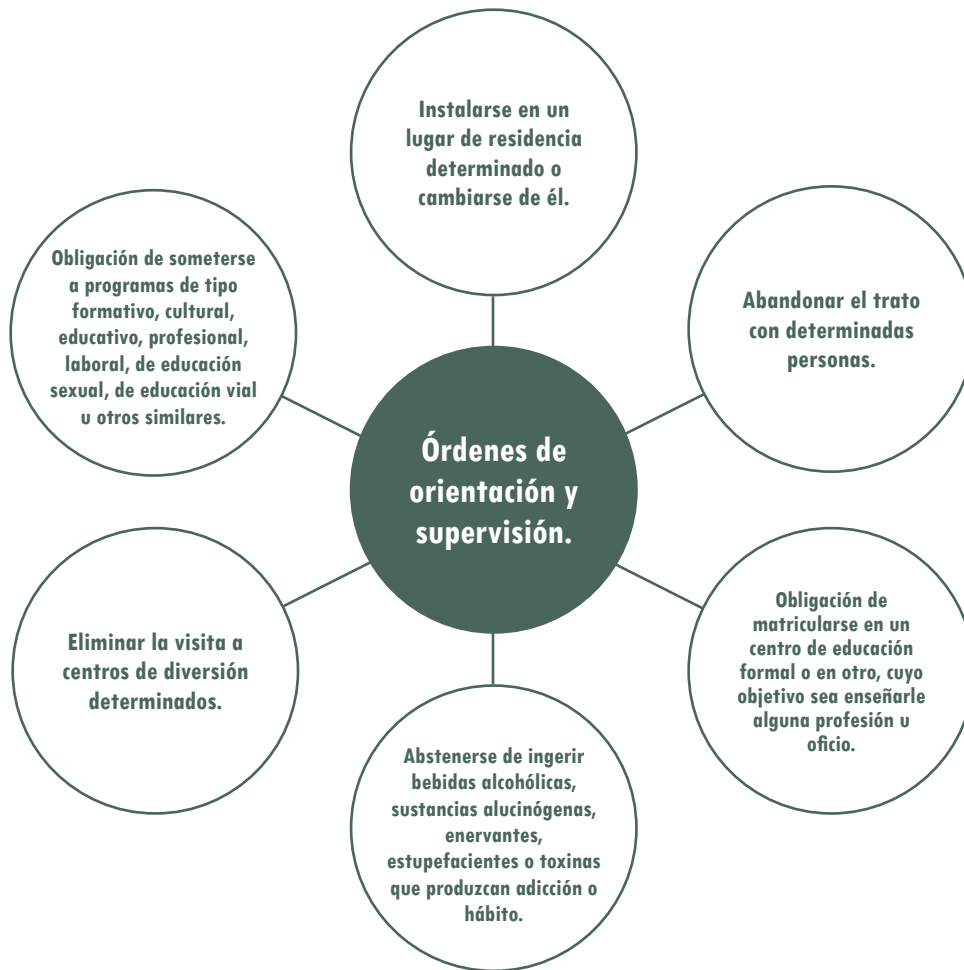 Instalarse en un
lugar de residencia
determinado o
cambiarse de él.
Abandonar el trato
con determinadas
personas.
Obligación de
matricularse en un
centro de educación
formal o en otro, cuyo
objetivo sea enseñarle
alguna profesión u
oficio.
Abstenerse de ingerir
bebidas alcohólicas,
sustancias alucinógenas,
enervantes,
estupefacientes o toxinas
que produzcan adicción o
hábito.
Eliminar la visita a
centros de diversión
determinados.
Obligación de someterse
a programas de tipo
formativo, cultural,
educativo, profesional,
laboral, de educación
sexual, de educación vial
u otros similares.
Órdenes de
orientación y
supervisión.